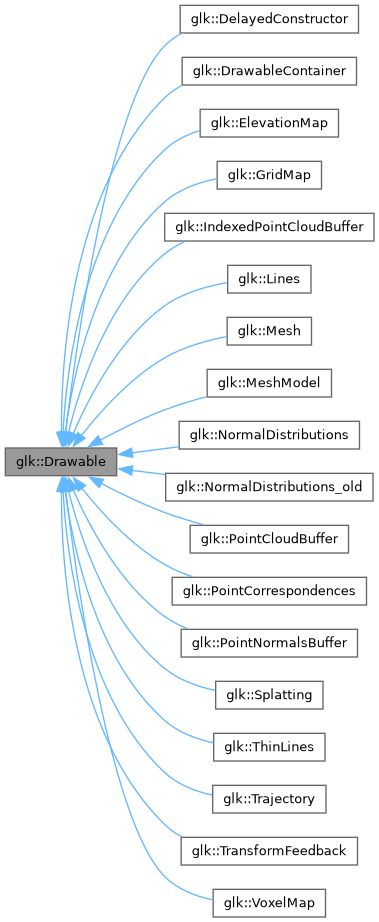 glk::DelayedConstructor
glk::DrawableContainer
glk::ElevationMap
glk::GridMap
glk::IndexedPointCloudBuffer
glk::Lines
glk::Mesh
glk::MeshModel
glk::NormalDistributions
glk::Drawable
glk::NormalDistributions_old
glk::PointCloudBuffer
glk::PointCorrespondences
glk::PointNormalsBuffer
glk::Splatting
glk::ThinLines
glk::Trajectory
glk::TransformFeedback
glk::VoxelMap